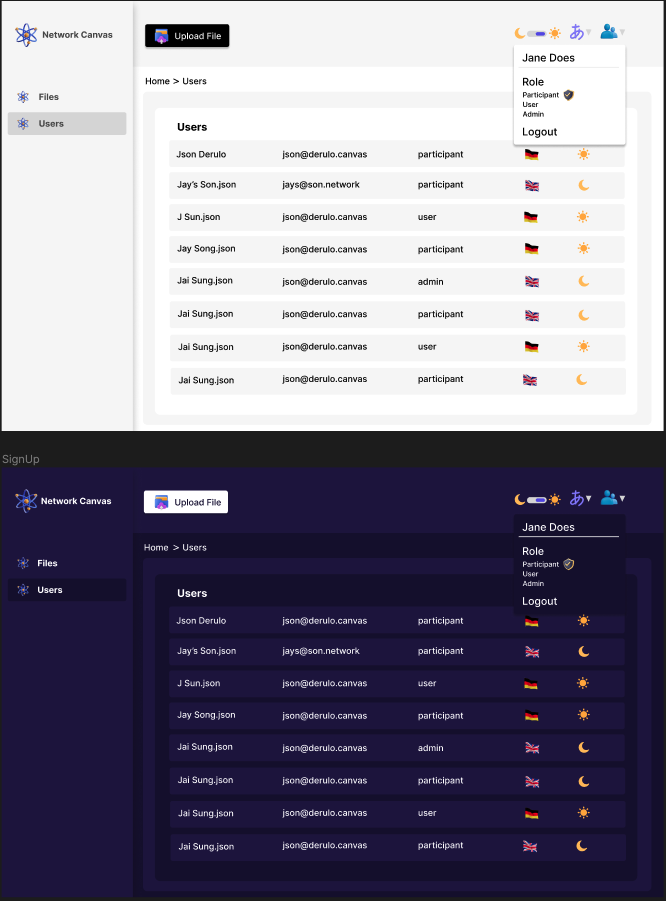 Network Canvas
Upload File
あ
Jane Does
Role
Participant
User
Admin
Logout
Home > Users
Files
Users
Users
Json Derulo json@derulo.canvas participant
Jay's Son.json jays@son.network participant
J Sun.json json@derulo.canvas user
Jay Song.json json@derulo.canvas participant
Jai Sung.json json@derulo.canvas admin
Jai Sung.json json@derulo.canvas participant
Jai Sung.json json@derulo.canvas user
Jai Sung.json json@derulo.canvas participant
SignUp
Network Canvas
Upload File
あ
Jane Does
Role
Participant
User
Admin
Logout
Home > Users
Files
Users
Users
Json Derulo json@derulo.canvas participant
Jay's Son.json jays@son.network participant
J Sun.json json@derulo.canvas user
Jay Song.json json@derulo.canvas participant
Jai Sung.json json@derulo.canvas admin
Jai Sung.json json@derulo.canvas participant
Jai Sung.json json@derulo.canvas user
Jai Sung.json json@derulo.canvas participant